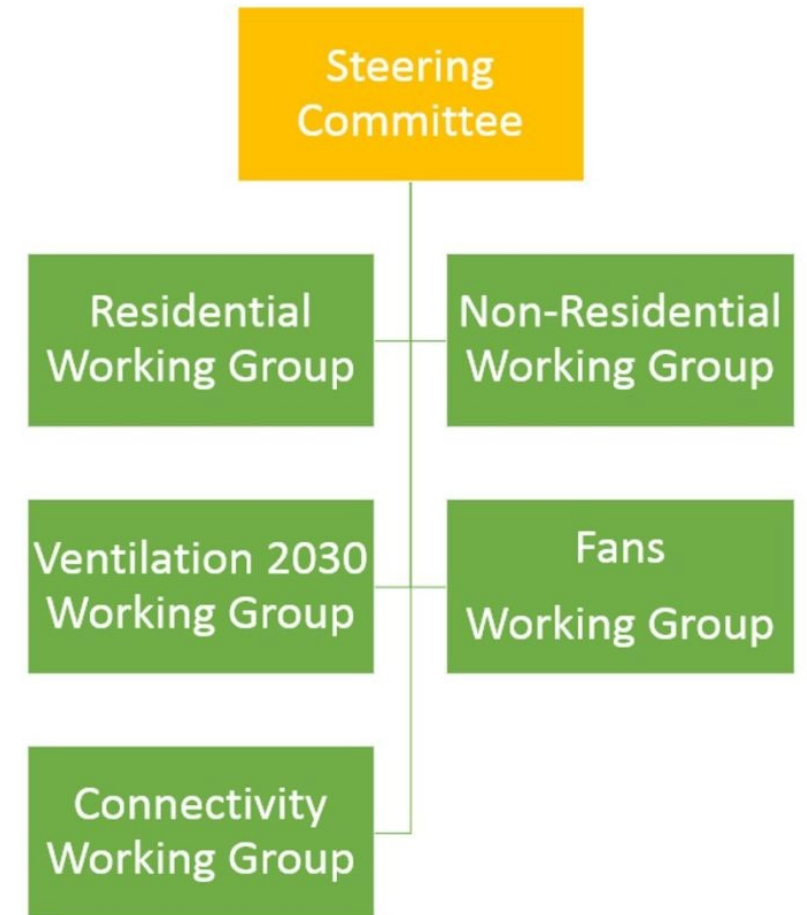 Steering
Committee
Residential
Working Group
Non-Residential
Working Group
Ventilation 2030
Working Group
Fans
Working Group
Connectivity
Working Group